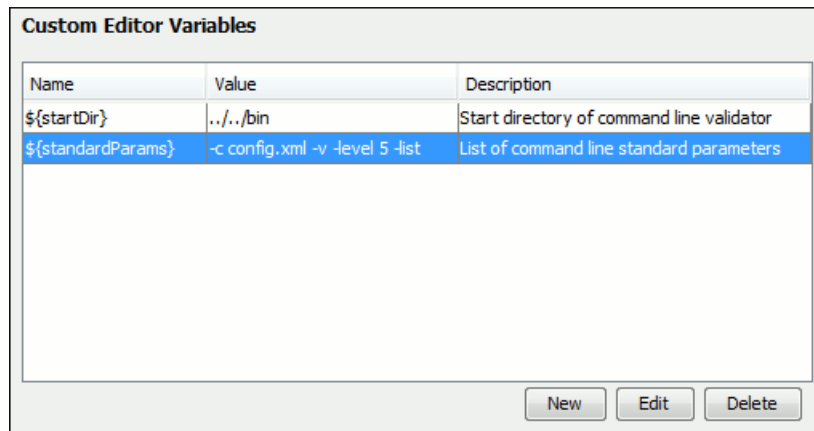 Custom Editor Variables
Name Value Description
${startDir} ../../bin Start directory of command line validator
${standardParams} -c config.xml -v -level 5 -list List of command line standard parameters
New Edit Delete